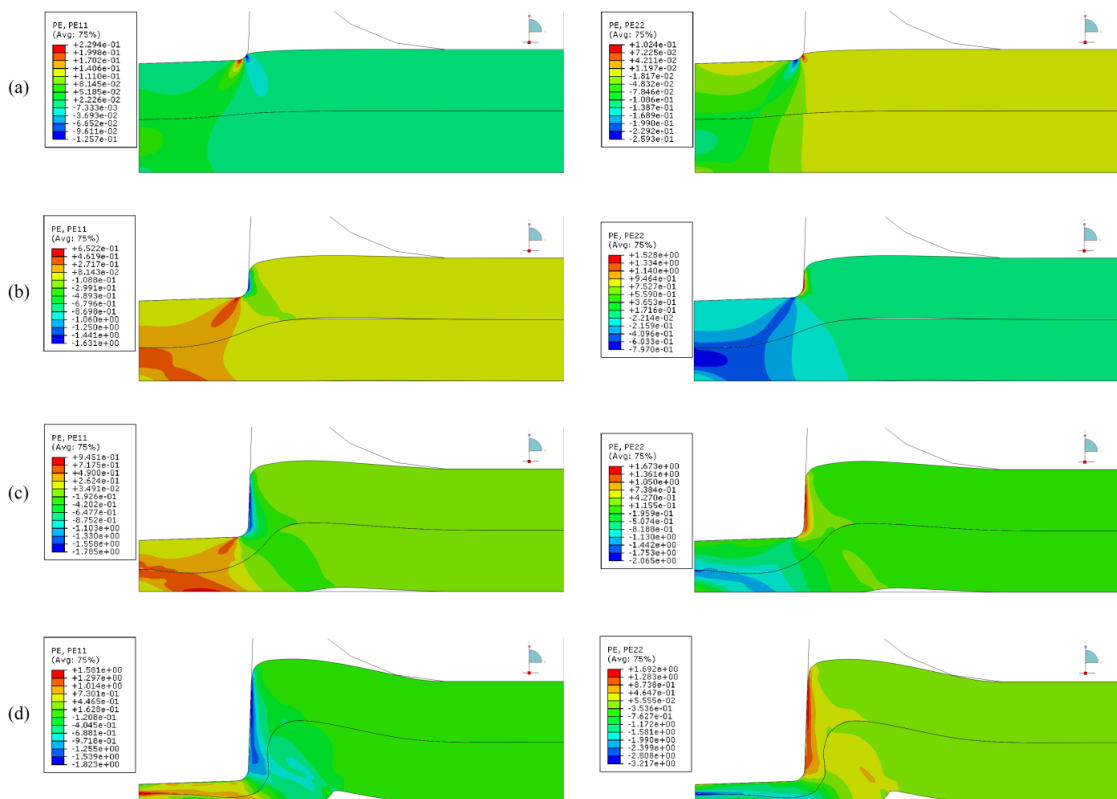 (a)
PE, PE11
(Avg: 75%)
+2.294e-01
+1.998e-01
+1.702e-01
+1.406e-01
+1.110e-01
+8.145e-02
+5.185e-02
+2.226e-02
-7.333e-03
-3.693e-02
-6.652e-02
-9.611e-02
-1.257e-01
PE, PE22
(Avg: 75%)
+1.024e-01
+7.225e-02
+4.211e-02
+1.197e-02
-1.817e-02
-4.832e-02
-7.846e-02
-1.086e-01
-1.387e-01
-1.689e-01
-1.990e-01
-2.292e-01
-2.593e-01
(b)
PE, PE11
(Avg: 75%)
+6.522e-01
+4.619e-01
+2.717e-01
+8.143e-02
-1.088e-01
-2.991e-01
-4.893e-01
-6.796e-01
-8.698e-01
-1.060e+00
-1.250e+00
-1.441e+00
-1.631e+00
PE, PE22
(Avg: 75%)
+1.528e+00
+1.334e+00
+1.140e+00
+9.464e-01
+7.527e-01
+5.590e-01
+3.653e-01
+1.716e-01
-2.214e-02
-2.159e-01
-4.096e-01
-6.033e-01
-7.970e-01
(c)
PE, PE11
(Avg: 75%)
+9.451e-01
+7.175e-01
+4.900e-01
+2.624e-01
+3.491e-02
-1.926e-01
-4.202e-01
-6.477e-01
-8.752e-01
-1.103e+00
-1.330e+00
-1.558e+00
-1.785e+00
PE, PE22
(Avg: 75%)
+1.673e+00
+1.361e+00
+1.050e+00
+7.384e-01
+4.270e-01
+1.155e-01
-1.959e-01
-5.074e-01
-8.188e-01
-1.130e+00
-1.442e+00
-1.753e+00
-2.065e+00
(d)
PE, PE11
(Avg: 75%)
+1.581e+00
+1.297e+00
+1.014e+00
+7.301e-01
+4.465e-01
+1.628e-01
-1.208e-01
-4.045e-01
-6.881e-01
-9.718e-01
-1.255e+00
-1.539e+00
-1.823e+00
PE, PE22
(Avg: 75%)
+1.692e+00
+1.283e+00
+8.738e-01
+4.647e-01
+5.555e-02
-3.536e-01
-7.627e-01
-1.172e+00
-1.581e+00
-1.990e+00
-2.399e+00
-2.808e+00
-3.217e+00